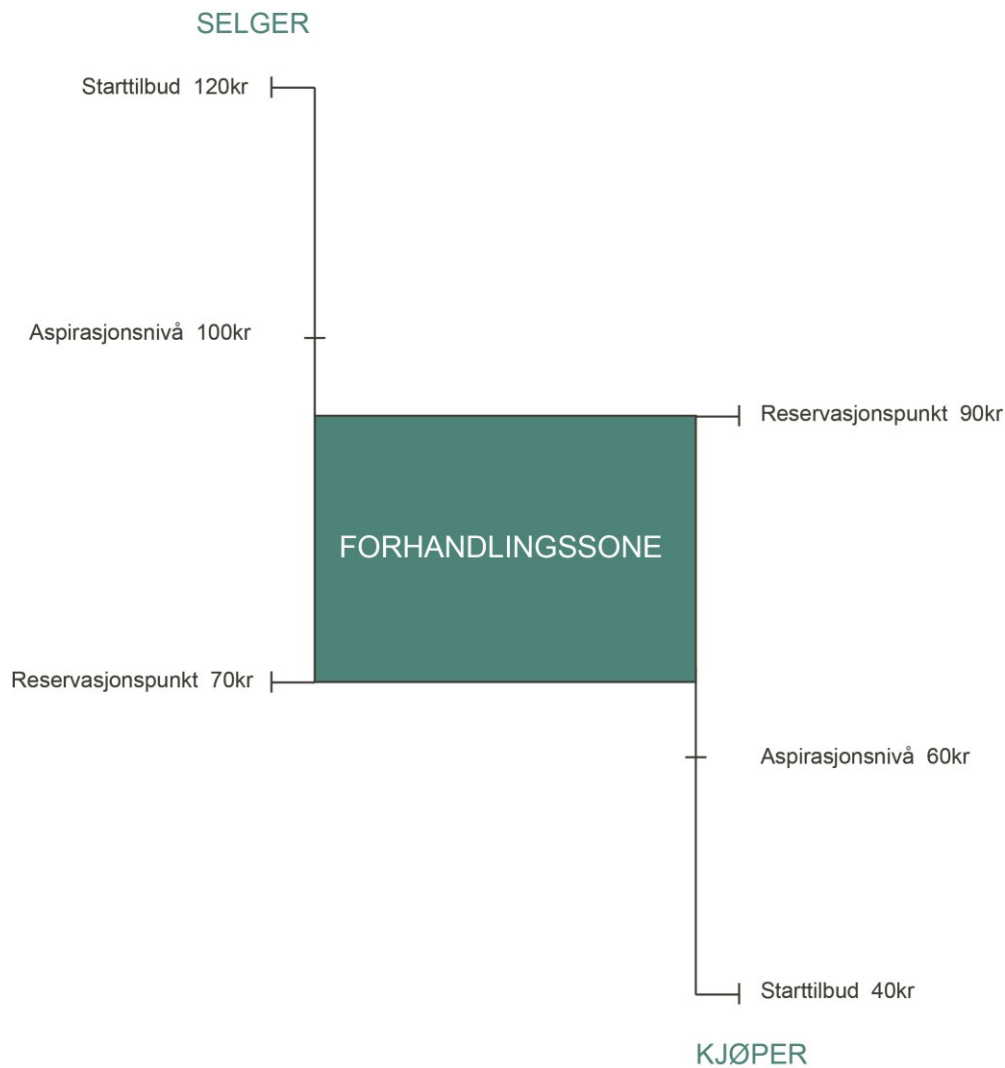 SELGER
Starttilbud 120kr
Aspirasjonsnivå 100kr
Reservasjonspunkt 90kr
FORHANDLINGSSONE
Reservasjonspunkt 70kr
Aspirasjonsnivå 60kr
Starttilbud 40kr
KJØPER